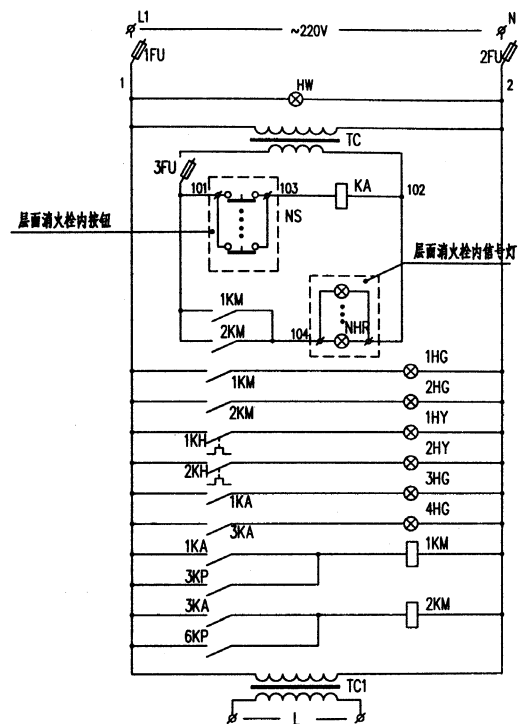 L1 ~220V N
1FU 2FU
1 HW 2
TC
3FU
101 103 KA 102
NS
层面消火栓内按钮
层面消火栓内信号灯
1KM
2KM 104 NHR
1KM 1HG
2KM 2HG
1KH 1HY
2KH 2HY
1KA 3HG
3KA 4HG
1KA 1KM
3KP
3KA 2KM
6KP
TC1
L